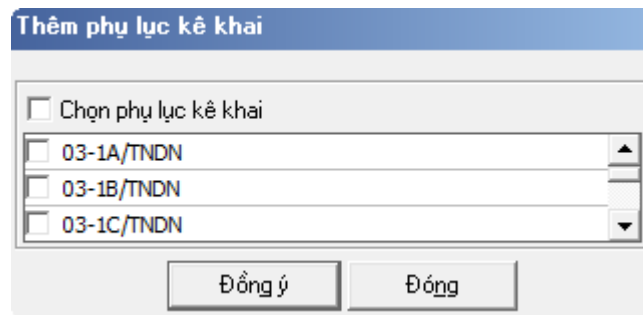 Thêm phụ lục kê khai
Chọn phụ lục kê khai
03-1A/TNDN
03-1B/TNDN
03-1C/TNDN
Đồng ý Đóng